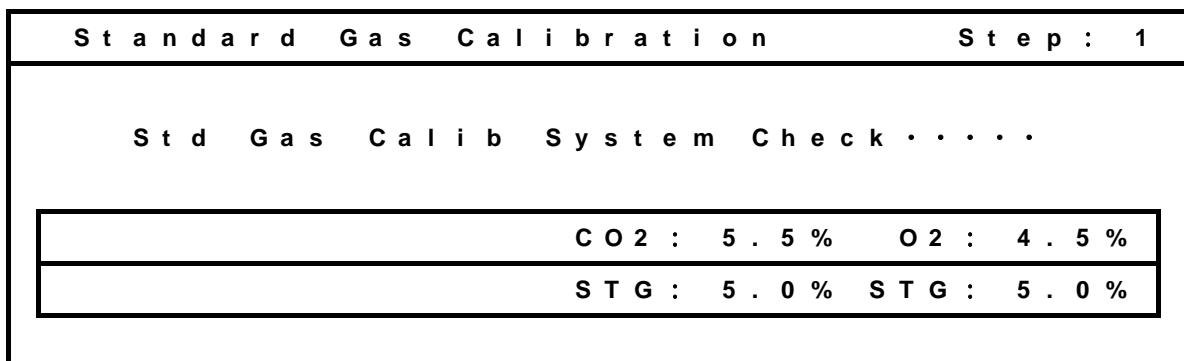 Standard Gas Calibration Step: 1
Std Gas Calib System Check・・・・・
CO2: 5.5% O2: 4.5%
STG: 5.0% STG: 5.0%